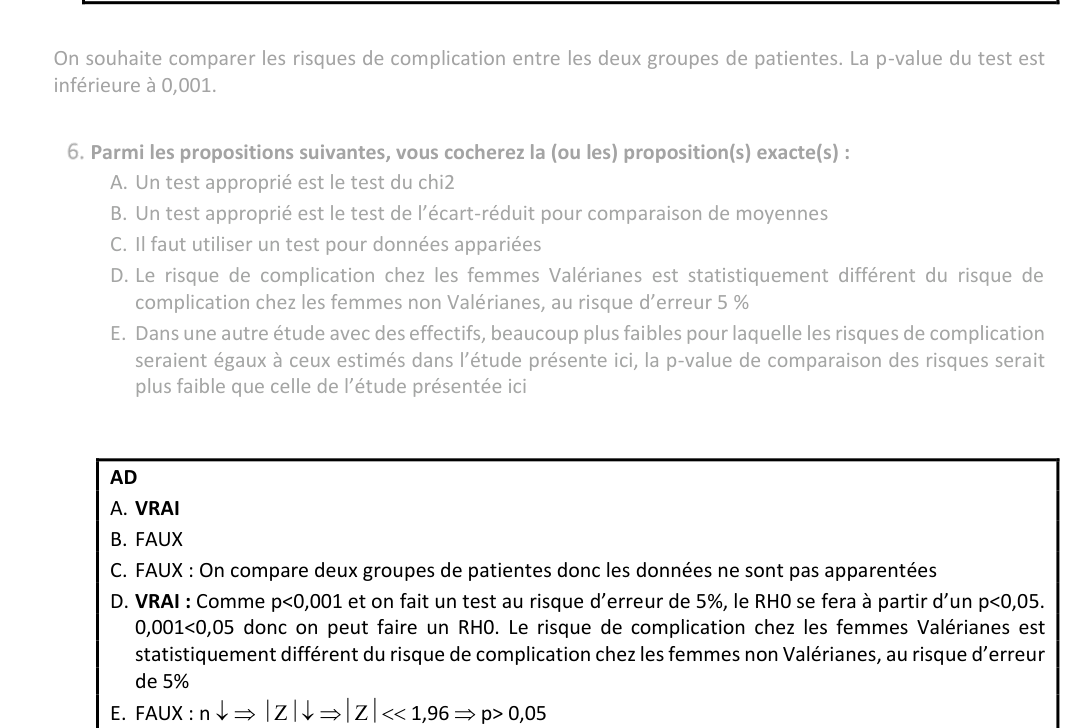 On souhaite comparer les risques de complication entre les deux groupes de patientes. La p-value du test est
inférieure à 0,001.
6. Parmi les propositions suivantes, vous cocherez la (ou les) proposition(s) exacte(s) :
A. Un test approprié est le test du chi2
B. Un test approprié est le test de l'écart-réduit pour comparaison de moyennes
C. Il faut utiliser un test pour données appariées
D. Le risque de complication chez les femmes Valérianes est statistiquement différent du risque de
complication chez les femmes non Valérianes, au risque d'erreur 5 %
E. Dans une autre étude avec des effectifs, beaucoup plus faibles pour laquelle les risques de complication
seraient égaux à ceux estimés dans l'étude présente ici, la p-value de comparaison des risques serait
plus faible que celle de l'étude présentée ici
AD
A. VRAI
B. FAUX
C. FAUX : On compare deux groupes de patientes donc les données ne sont pas apparentées
D. VRAI : Comme p<0,001 et on fait un test au risque d'erreur de 5%, le RH0 se fera à partir d'un p<0,05.
0,001<0,05 donc on peut faire un RH0. Le risque de complication chez les femmes Valérianes est
statistiquement différent du risque de complication chez les femmes non Valérianes, au risque d'erreur
de 5%
E. FAUX : n ↓ ⇒ |Z| ↓ ⇒ |Z| << 1,96 ⇒ p> 0,05